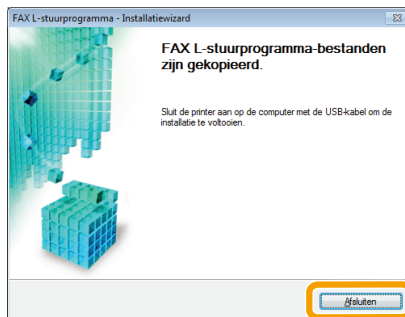 FAX L-stuurprogramma - Installatiewizard
FAX L-stuurprogramma-bestanden
zijn gekopieerd.
Sluit de printer aan op de computer met de USB-kabel om de
installatie te voltooien.
Afsluiten